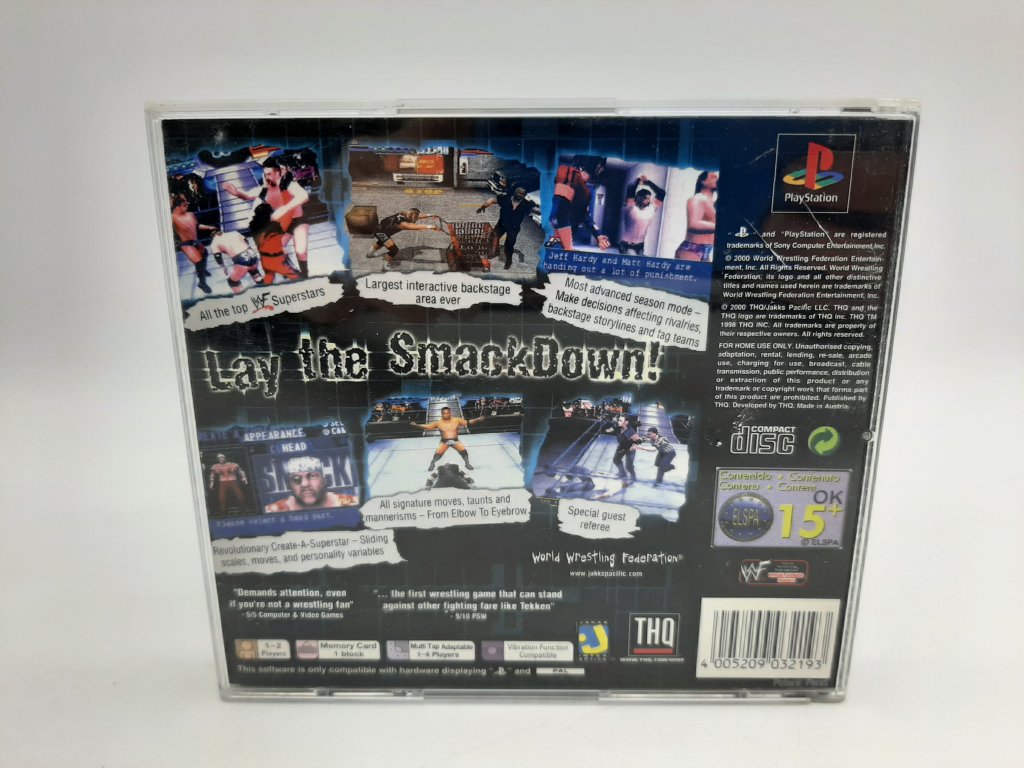 PlayStation
All the top WF Superstars
Largest interactive backstage
area ever
Jeff Hardy and Matt Hardy are
handing out a lot of punishment.
Most advanced season mode –
Make decisions affecting rivalries,
backstage storylines and tag teams
Lay the SmackDown!
APPEARANCE
HEAD
SMACK
Please select a head part.
Revolutionary Create-A-Superstar – Sliding
scales, moves, and personality variables
All signature moves, taunts and
mannerisms – From Elbow To Eyebrow
Special guest
referee
World Wrestling Federation®
www.jakkspacific.com
"Demands attention, even
if you're not a wrestling fan"
- 5/5 Computer & Video Games
"... the first wrestling game that can stand
against other fighting fare like Tekken"
- 9/10 PSW
1–2
Players
Memory Card
1 block
Multi Tap Adaptable
1–4 Players
Vibration Function
Compatible
This software is only compatible with hardware displaying " " and PAL
" " and "PlayStation" are registered
trademarks of Sony Computer Entertainment Inc.
© 2000 World Wrestling Federation Entertain-
ment, Inc. All Rights Reserved. World Wrestling
Federation, its logo and all other distinctive
titles and names used herein are trademarks of
World Wrestling Federation Entertainment, Inc.
© 2000 THQ/Jakks Pacific LLC. THQ and the
THQ logo are trademarks of THQ Inc. THQ TM
1998 THQ INC. All trademarks are property of
their respective owners. All rights reserved.
FOR HOME USE ONLY. Unauthorised copying,
adaptation, rental, lending, re-sale, arcade
use, charging for use, broadcast, cable
transmission, public performance, distribution
or extraction of this product or any
trademark or copyright work that forms part
of this product are prohibited. Published by
THQ. Developed by THQ. Made in Austria.
COMPACT
disc
Contenido • Contenuto
Contenu • Content
ELSPA
OK
15+
© ELSPA
WF
JAKKS
THQ
WWW.THQ.COM/WWF
4 005209 032193